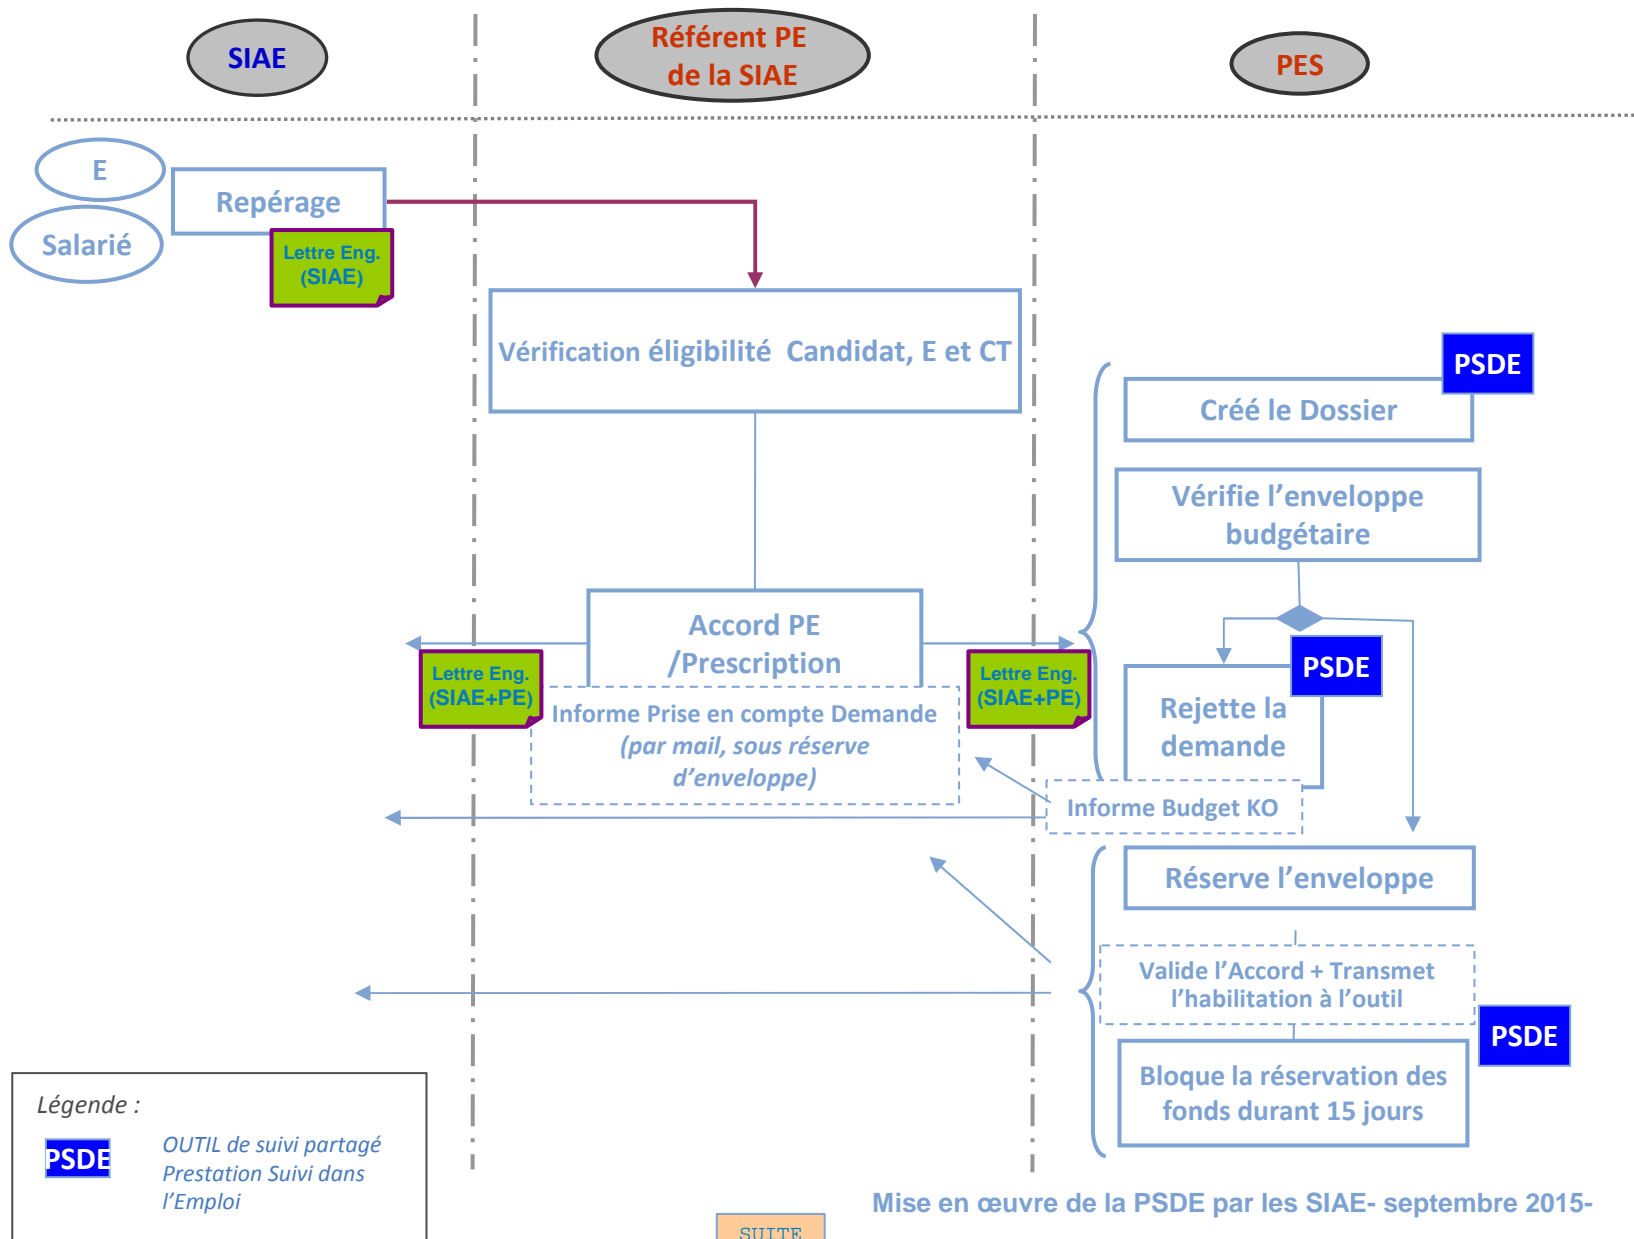 SIAE
Référent PE
de la SIAE
PES
E
Salarié
Repérage
Lettre Eng.
(SIAE)
Vérification éligibilité Candidat, E et CT
PSDE
Créé le Dossier
Vérifie l’enveloppe
budgétaire
Accord PE
/Prescription
Lettre Eng.
(SIAE+PE)
Lettre Eng.
(SIAE+PE)
Informe Prise en compte Demande
(par mail, sous réserve
d’enveloppe)
PSDE
Rejette la
demande
Informe Budget KO
Réserve l’enveloppe
Valide l’Accord + Transmet
l’habilitation à l’outil
PSDE
Bloque la réservation des
fonds durant 15 jours
Légende :
PSDE
OUTIL de suivi partagé
Prestation Suivi dans
l’Emploi
Mise en œuvre de la PSDE par les SIAE- septembre 2015-
SUITE